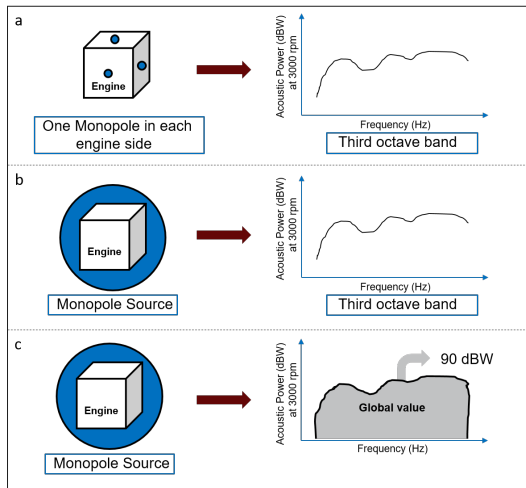 a
Engine
One Monopole in each
engine side
Acoustic Power (dBW)
at 3000 rpm
Frequency (Hz)
Third octave band
b
Engine
Monopole Source
Acoustic Power (dBW)
at 3000 rpm
Frequency (Hz)
Third octave band
c
Engine
Monopole Source
Acoustic Power (dBW)
at 3000 rpm
90 dBW
Global value
Frequency (Hz)